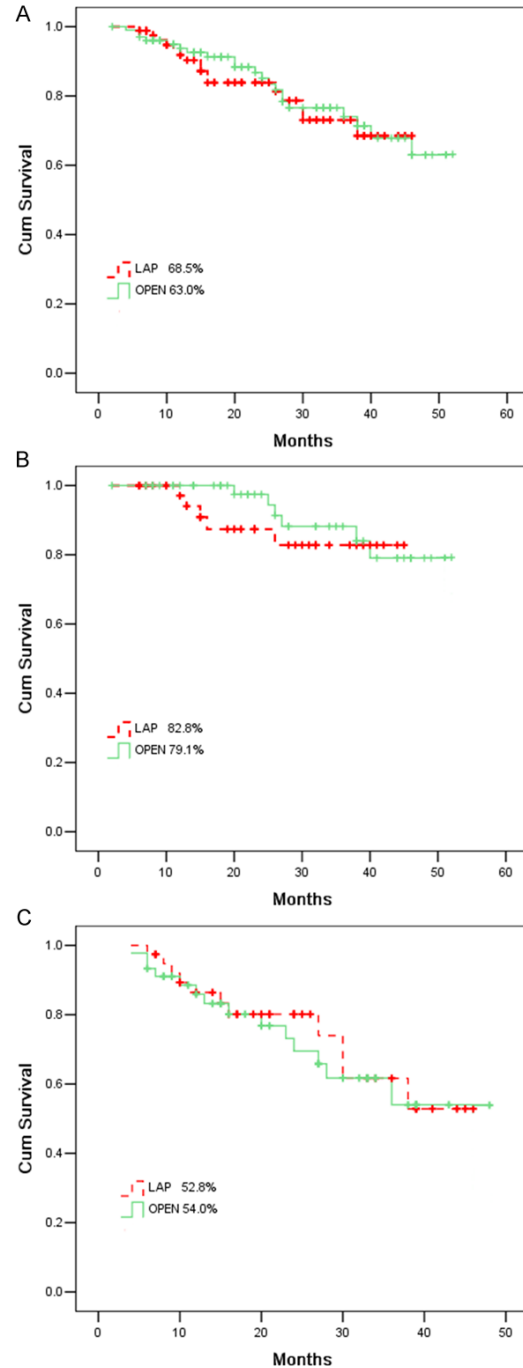 A
1.0
0.8
0.6
0.4
0.2
0.0
Cum Survival
LAP 68.5%
OPEN 63.0%
0 10 20 30 40 50 60
Months
B
1.0
0.8
0.6
0.4
0.2
0.0
Cum Survival
LAP 82.8%
OPEN 79.1%
0 10 20 30 40 50 60
Months
C
1.0
0.8
0.6
0.4
0.2
0.0
Cum Survival
LAP 52.8%
OPEN 54.0%
0 10 20 30 40 50
Months